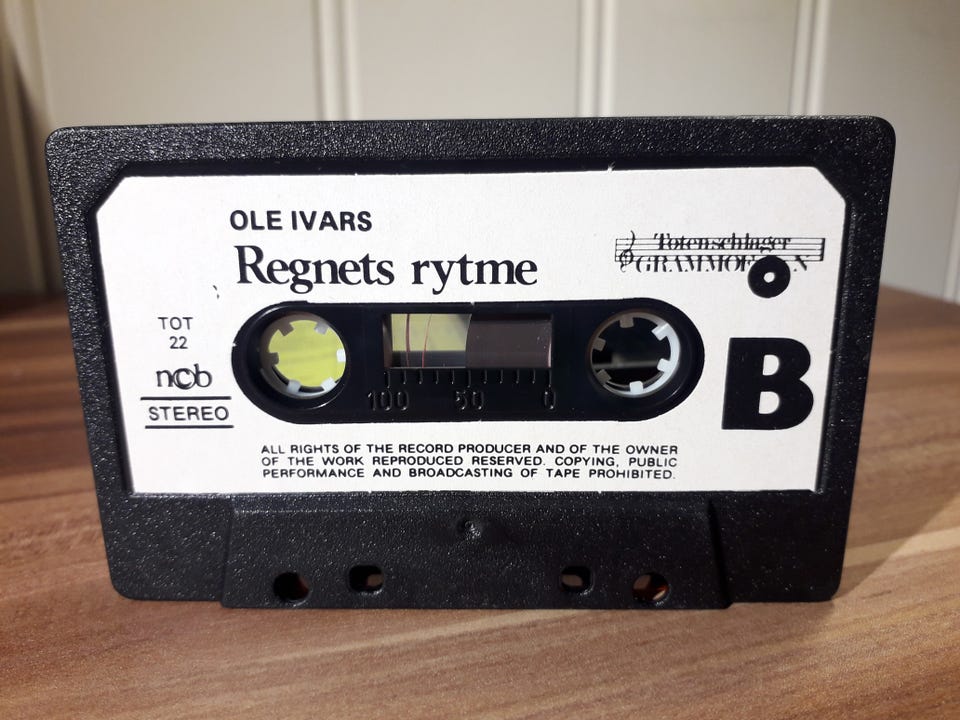 OLE IVARS
Regnets rytme
Totenschlager
TOT
22
ncb
STEREO
B
100 50 0
ALL RIGHTS OF THE RECORD PRODUCER AND OF THE OWNER
OF THE WORK REPRODUCED RESERVED. COPYING, PUBLIC
PERFORMANCE AND BROADCASTING OF TAPE PROHIBITED.